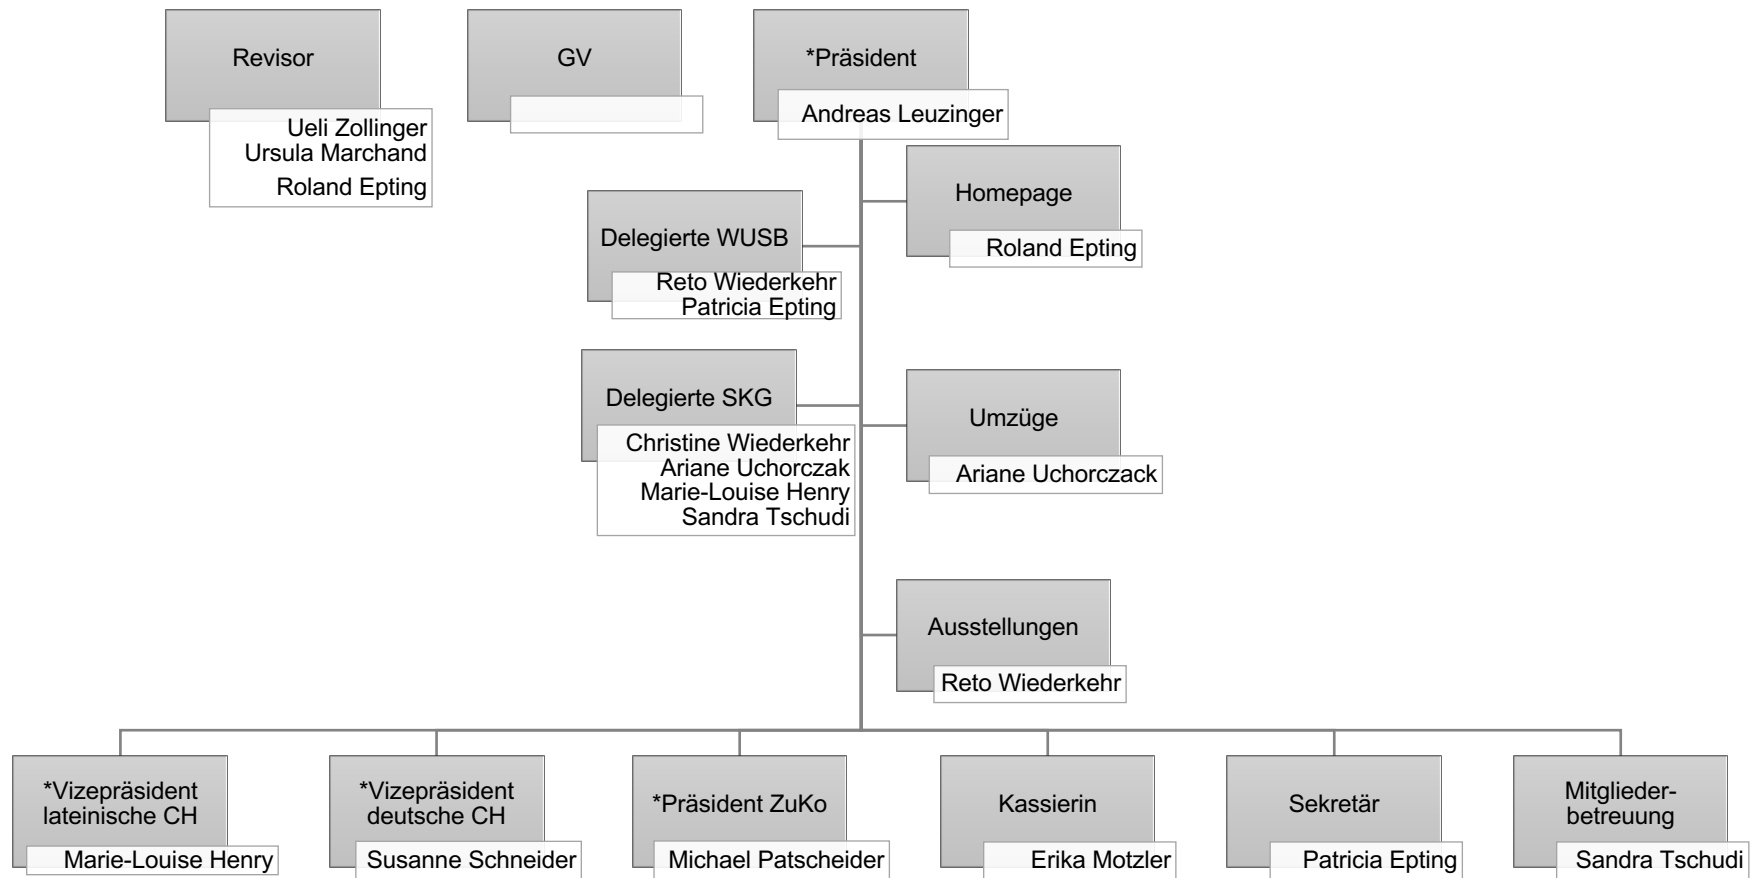 Revisor
Ueli Zollinger
Ursula Marchand
Roland Epting
GV
*Präsident
Andreas Leuzinger
Homepage
Roland Epting
Delegierte WUSB
Reto Wiederkehr
Patricia Epting
Delegierte SKG
Christine Wiederkehr
Ariane Uchorczak
Marie-Louise Henry
Sandra Tschudi
Umzüge
Ariane Uchorczack
Ausstellungen
Reto Wiederkehr
*Vizepräsident
lateinische CH
Marie-Louise Henry
*Vizepräsident
deutsche CH
Susanne Schneider
*Präsident ZuKo
Michael Patscheider
Kassierin
Erika Motzler
Sekretär
Patricia Epting
Mitglieder-
betreuung
Sandra Tschudi